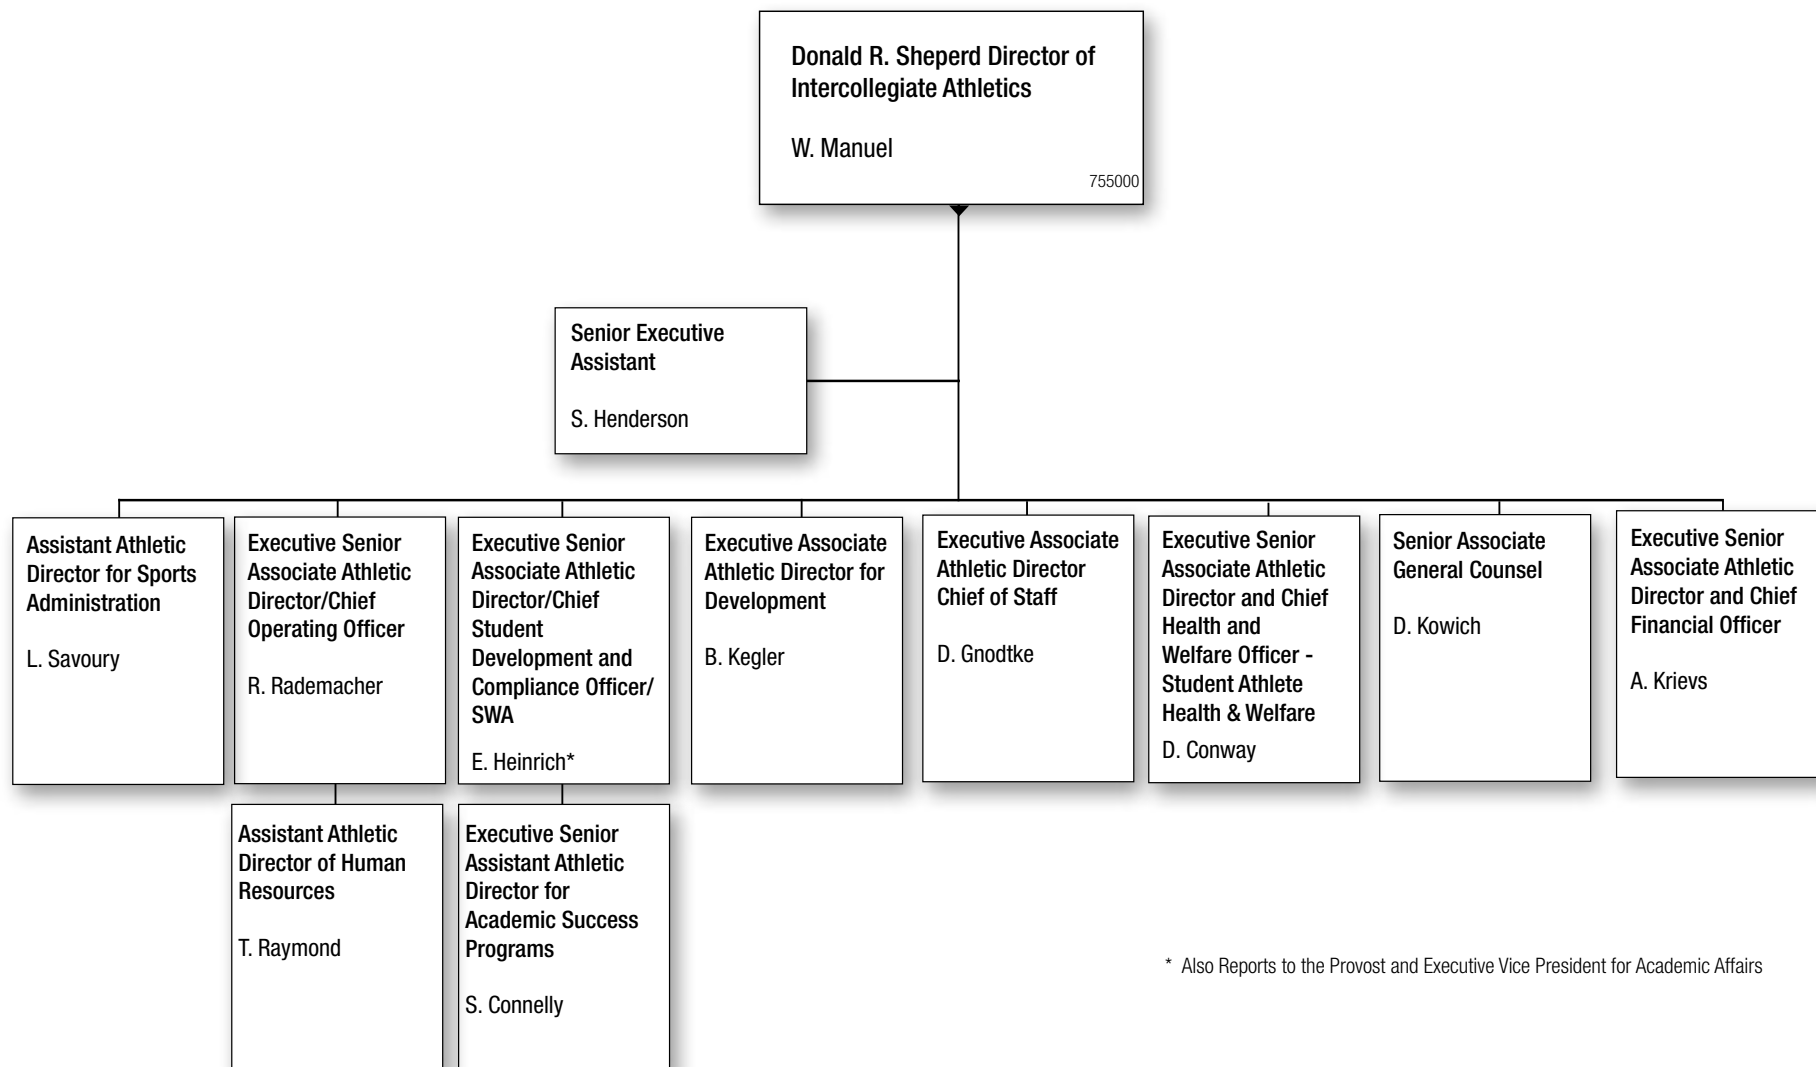 Donald R. Sheperd Director of
Intercollegiate Athletics
W. Manuel
755000
Senior Executive
Assistant
S. Henderson
Assistant Athletic
Director for Sports
Administration
L. Savoury
Executive Senior
Associate Athletic
Director/Chief
Operating Officer
R. Rademacher
Executive Senior
Associate Athletic
Director/Chief
Student
Development and
Compliance Officer/
SWA
E. Heinrich*
Executive Associate
Athletic Director for
Development
B. Kegler
Executive Associate
Athletic Director
Chief of Staff
D. Gnodtke
Executive Senior
Associate Athletic
Director and Chief
Health and
Welfare Officer -
Student Athlete
Health & Welfare
D. Conway
Senior Associate
General Counsel
D. Kowich
Executive Senior
Associate Athletic
Director and Chief
Financial Officer
A. Krievs
Assistant Athletic
Director of Human
Resources
T. Raymond
Executive Senior
Assistant Athletic
Director for
Academic Success
Programs
S. Connelly
* Also Reports to the Provost and Executive Vice President for Academic Affairs